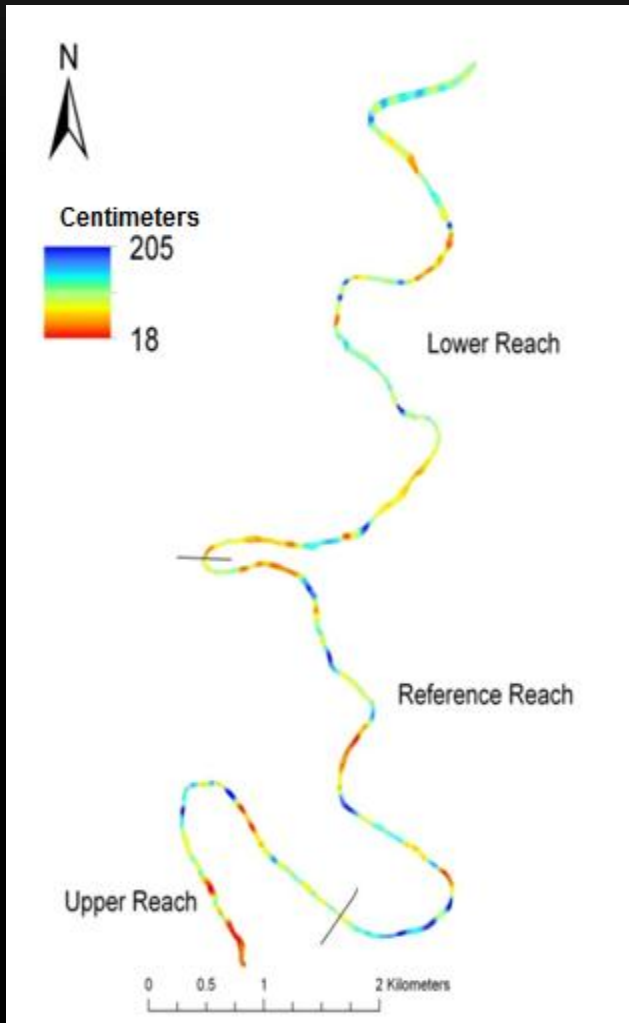 N
Centimeters
205
18
Lower Reach
Reference Reach
Upper Reach
0 0.5 1 2 Kilometers